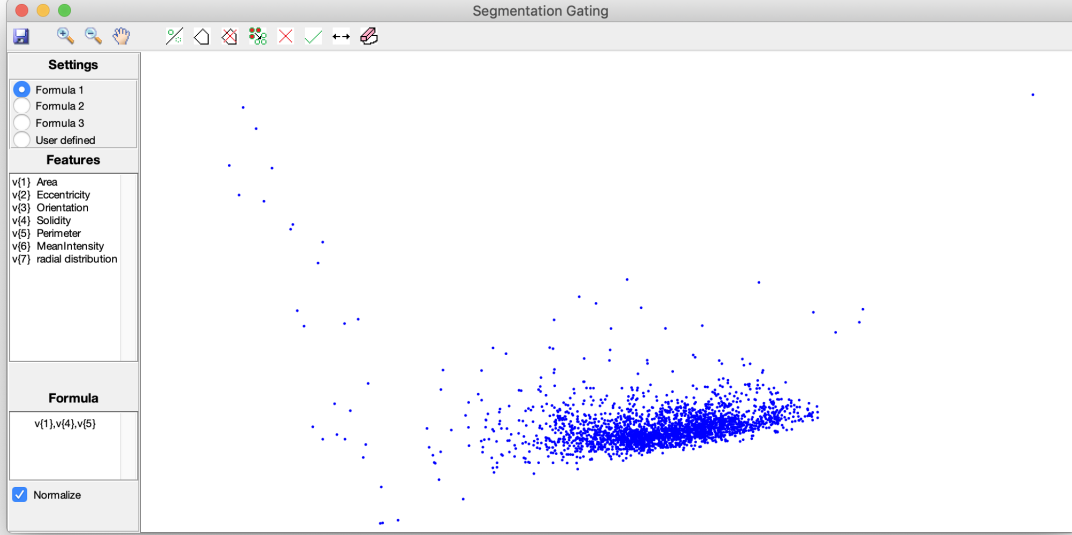 Segmentation Gating
Settings
Formula 1
Formula 2
Formula 3
User defined
Features
v{1} Area
v{2} Eccentricity
v{3} Orientation
v{4} Solidity
v{5} Perimeter
v{6} MeanIntensity
v{7} radial distribution
Formula
v{1},v{4},v{5}
Normalize